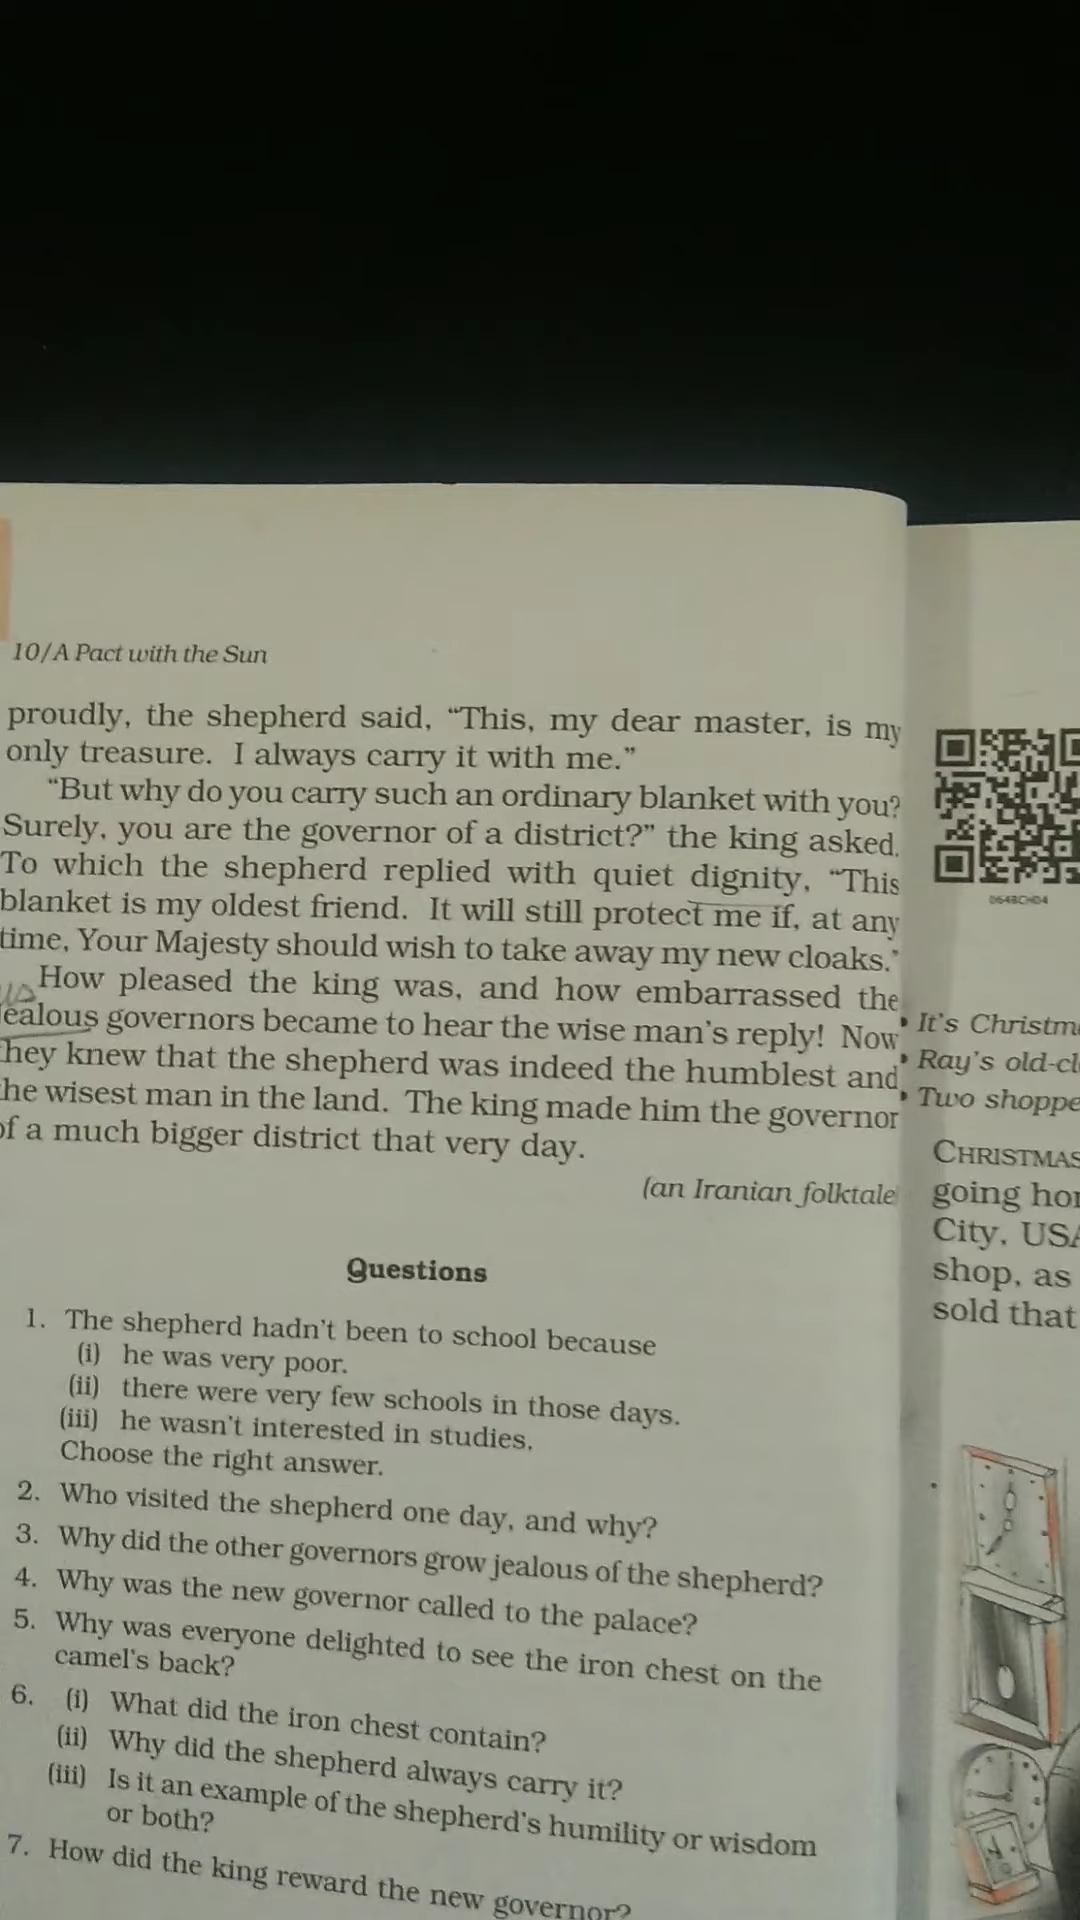 10/A Pact with the Sun
proudly, the shepherd said, “This, my dear master, is my
only treasure. I always carry it with me.”
“But why do you carry such an ordinary blanket with you?
Surely, you are the governor of a district?” the king asked.
To which the shepherd replied with quiet dignity, “This
blanket is my oldest friend. It will still protect me if, at any
time, Your Majesty should wish to take away my new cloaks.”
How pleased the king was, and how embarrassed the
ealous governors became to hear the wise man's reply! Now
hey knew that the shepherd was indeed the humblest and
he wisest man in the land. The king made him the governor
of a much bigger district that very day.
(an Iranian folktale
Questions
1. The shepherd hadn't been to school because
(i) he was very poor.
(ii) there were very few schools in those days.
(iii) he wasn't interested in studies.
Choose the right answer.
2. Who visited the shepherd one day, and why?
3. Why did the other governors grow jealous of the shepherd?
4. Why was the new governor called to the palace?
5. Why was everyone delighted to see the iron chest on the
camel's back?
6. (i) What did the iron chest contain?
(ii) Why did the shepherd always carry it?
(iii) Is it an example of the shepherd's humility or wisdom
or both?
7. How did the king reward the new governor?
0648CH04
• It's Christm
• Ray's old-cl
• Two shoppe
CHRISTMAS
going ho
City, USA
shop, as
sold that